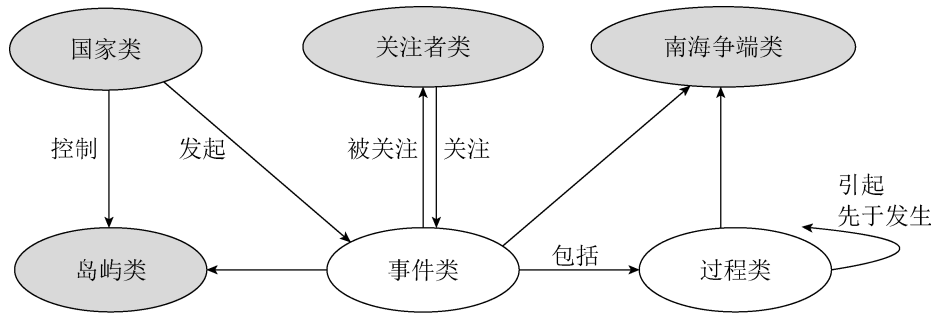 国家类
关注者类
南海争端类
控制
发起
被关注
关注
引起
先于发生
岛屿类
事件类
包括
过程类